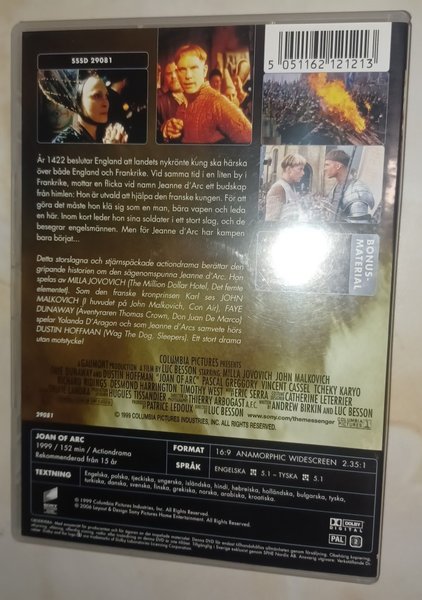 SSSD 29081
5 051162 121213
År 1422 beslutar England att landets nykrönte kung ska härska
över både England och Frankrike. Vid samma tid i en liten by i
Frankrike, mottar en flicka vid namn Jeanne d'Arc ett budskap
från himlen: Hon är utvald att hjälpa den franske kungen. För att
göra det måste hon klä sig som en man, bära vapen och leda
en här. Inom kort leder hon sina soldater i ett stort slag, och de
besegrar engelsmännen. Men för Jeanne d'Arc har kampen
bara börjat...
BONUS-
MATERIAL
Detta storslagna och stjärnspäckade actiondrama berättar den
gripande historien om den sägenomspunna Jeanne d'Arc. Hon
spelas av MILLA JOVOVICH (The Million Dollar Hotel, Det femte
elementet). Som den franske kronprinsen Karl ses JOHN
MALKOVICH (I huvudet på John Malkovich, Con Air), FAYE
DUNAWAY (Äventyraren Thomas Crown, Don Juan De Marco)
spelar Yolanda D'Aragon och som Jeanne d'Arcs samvete hörs
DUSTIN HOFFMAN (Wag The Dog, Sleepers). Ett stort drama
utan motstycke!
COLUMBIA PICTURES PRESENTS
A GAUMONT PRODUCTION A FILM BY LUC BESSON STARRING MILLA JOVOVICH JOHN MALKOVICH
FAYE DUNAWAY AND DUSTIN HOFFMAN "JOAN OF ARC" PASCAL GREGGORY VINCENT CASSEL TCHEKY KARYO
RICHARD RIDINGS DESMOND HARRINGTON TIMOTHY WEST ERIC SERRA CATHERINE LETERRIER
SYLVIE LANDRA HUGUES TISSANDIER THIERRY ARBOGAST A.F.C. ANDREW BIRKIN AND LUC BESSON
PATRICE LEDOUX LUC BESSON
www.sony.com/themessenger
29081
© 1999 COLUMBIA PICTURES INDUSTRIES, INC. ALL RIGHTS RESERVED.
JOAN OF ARC
1999 / 152 min / Actiondrama
Rekommenderad från 15 år
FORMAT
16:9 ANAMORPHIC WIDESCREEN 2.35:1
SPRÅK
ENGELSKA 5.1 – TYSKA 5.1
TEXTNING
Engelska, polska, tjeckiska, ungerska, isländska, hindi, hebreiska, holländska, bulgariska, tyska,
turkiska, danska, svenska, finska, grekiska, norska, arabiska, kroatiska.
© 1999 Columbia Pictures Industries, Inc. All Rights Reserved.
© 2006 Layout & Design Sony Pictures Home Entertainment. All Rights Reserved.
DOLBY
DIGITAL
PAL 2